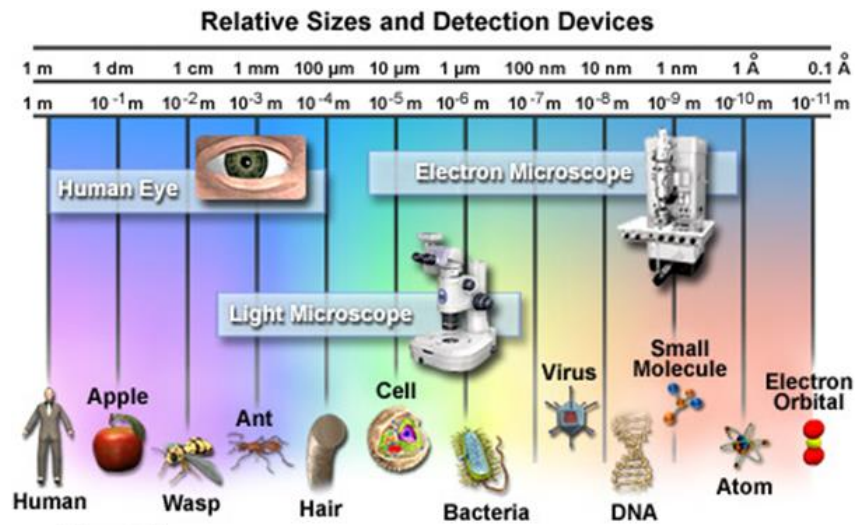 Relative Sizes and Detection Devices
1 m 1 dm 1 cm 1 mm 100 μm 10 μm 1 μm 100 nm 10 nm 1 nm 1 Å 0.1 Å
1 m 10⁻¹ m 10⁻² m 10⁻³ m 10⁻⁴ m 10⁻⁵ m 10⁻⁶ m 10⁻⁷ m 10⁻⁸ m 10⁻⁹ m 10⁻¹⁰ m 10⁻¹¹ m
Human Eye
Electron Microscope
Light Microscope
Human
Apple
Wasp
Ant
Hair
Cell
Bacteria
Virus
DNA
Small
Molecule
Atom
Electron
Orbital